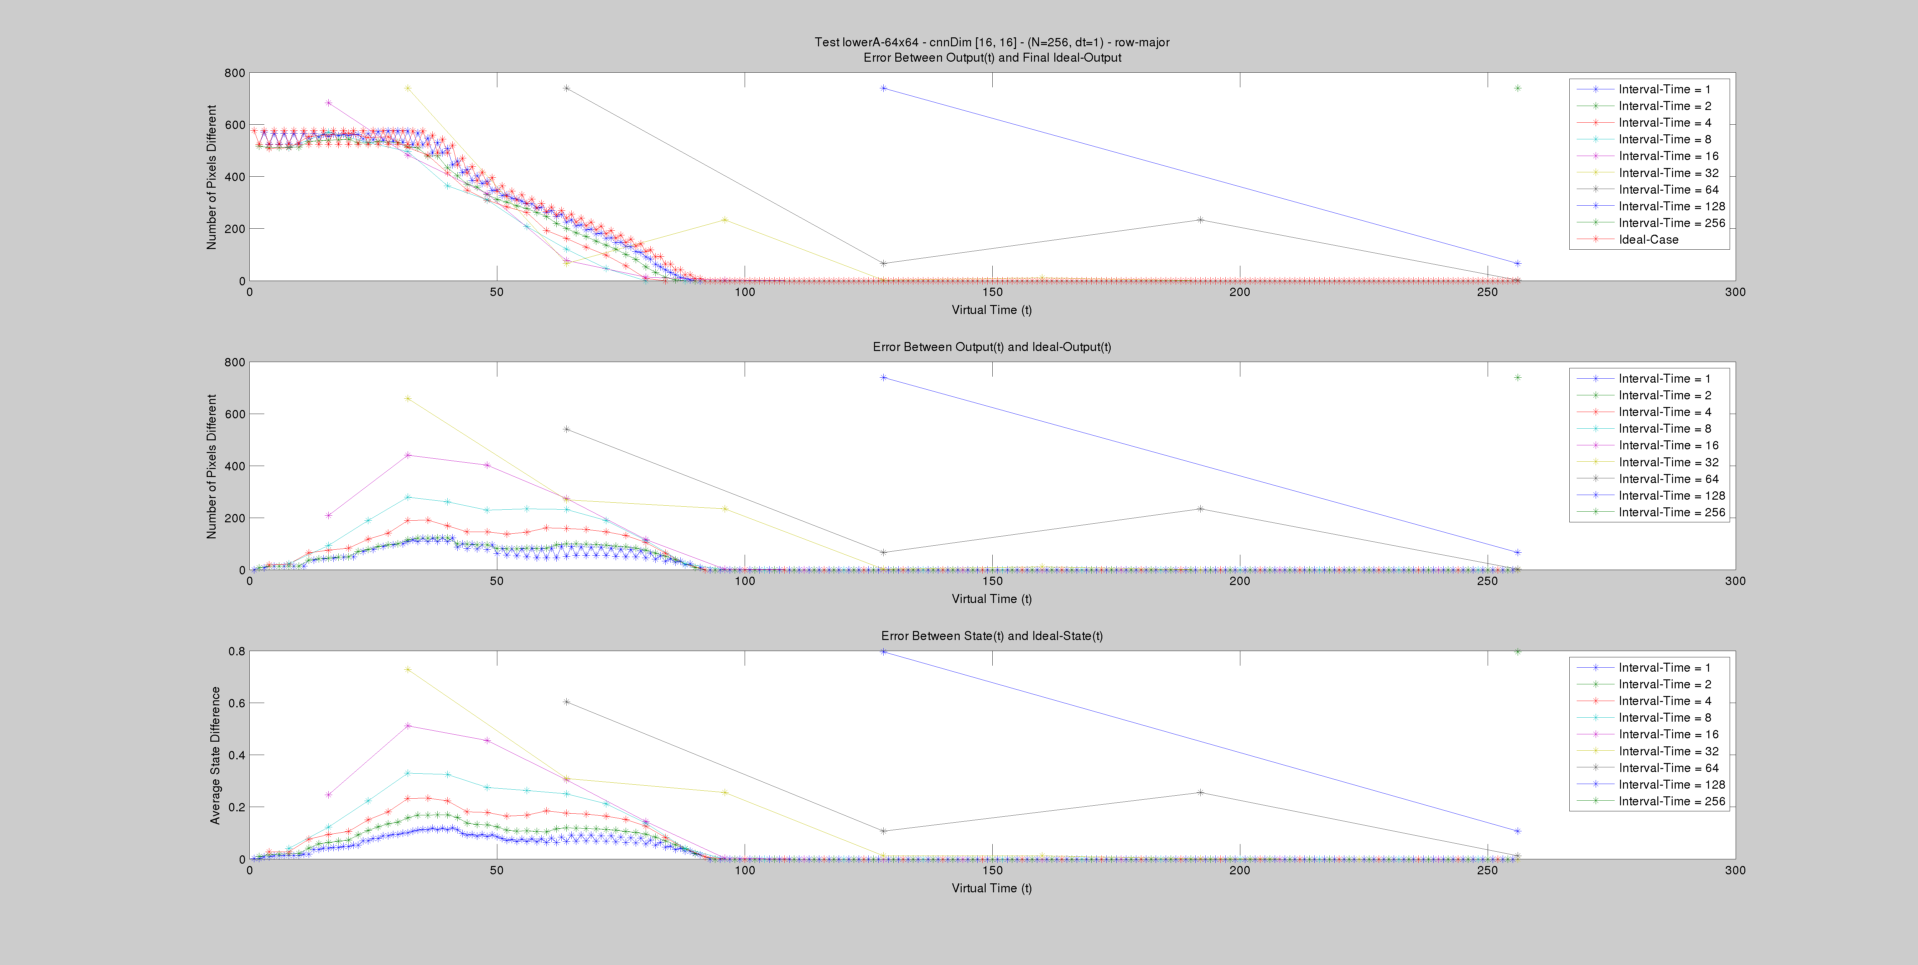 Test lowerA-64x64 - cnnDim [16, 16] - (N=256, dt=1) - row-major
Error Between Output(t) and Final Ideal-Output
Number of Pixels Different
800
600
400
200
0
0 50 100 150 200 250 300
Virtual Time (t)
Interval-Time = 1
Interval-Time = 2
Interval-Time = 4
Interval-Time = 8
Interval-Time = 16
Interval-Time = 32
Interval-Time = 64
Interval-Time = 128
Interval-Time = 256
Ideal-Case
Error Between Output(t) and Ideal-Output(t)
Number of Pixels Different
800
600
400
200
0
0 50 100 150 200 250 300
Virtual Time (t)
Interval-Time = 1
Interval-Time = 2
Interval-Time = 4
Interval-Time = 8
Interval-Time = 16
Interval-Time = 32
Interval-Time = 64
Interval-Time = 128
Interval-Time = 256
Error Between State(t) and Ideal-State(t)
Average State Difference
0.8
0.6
0.4
0.2
0
0 50 100 150 200 250 300
Virtual Time (t)
Interval-Time = 1
Interval-Time = 2
Interval-Time = 4
Interval-Time = 8
Interval-Time = 16
Interval-Time = 32
Interval-Time = 64
Interval-Time = 128
Interval-Time = 256